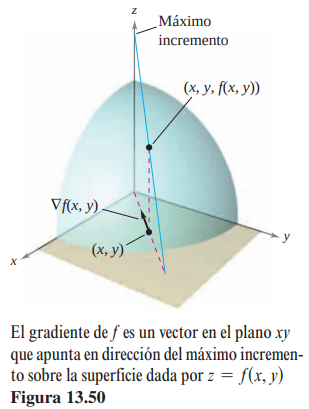 z
Máximo
incremento
(x, y, f(x, y))
∇f(x, y)
(x, y)
y
x
El gradiente de f es un vector en el plano xy
que apunta en dirección del máximo incremen-
to sobre la superficie dada por z = f(x, y)
Figura 13.50